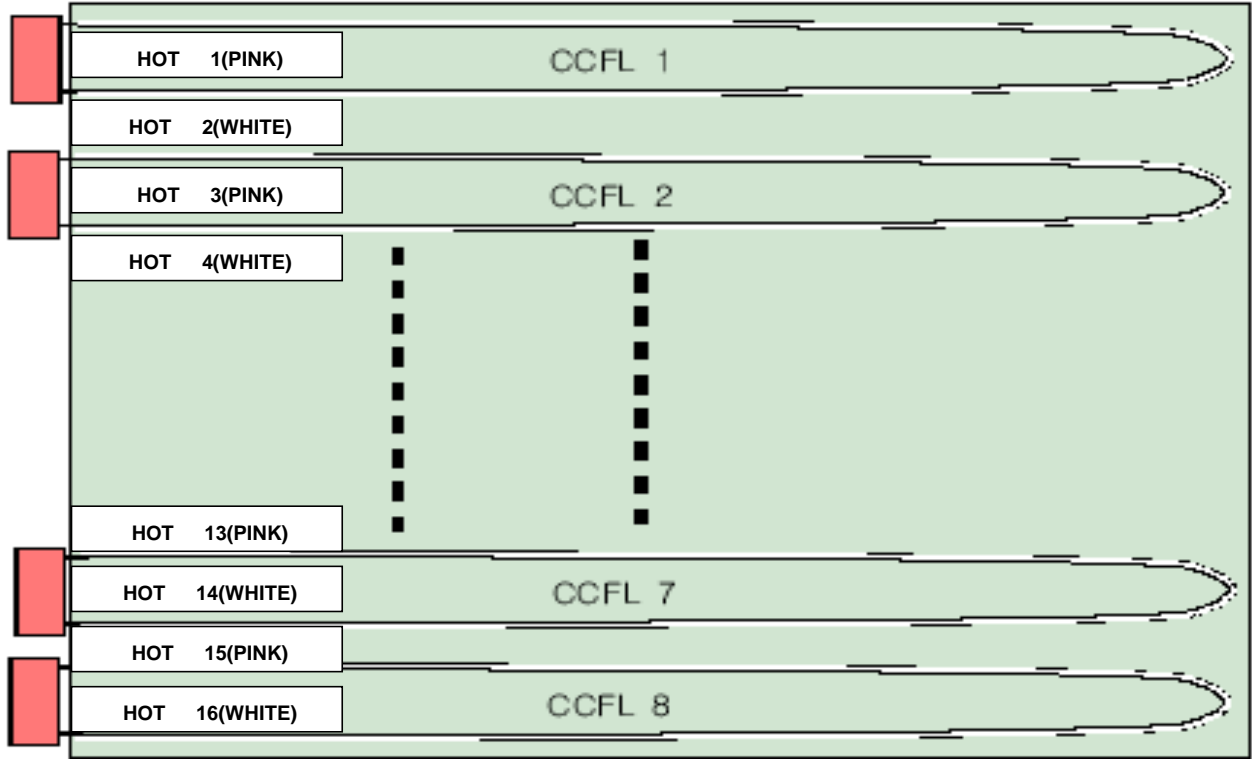 HOT 1(PINK)
CCFL 1
HOT 2(WHITE)
HOT 3(PINK)
CCFL 2
HOT 4(WHITE)
HOT 13(PINK)
HOT 14(WHITE)
CCFL 7
HOT 15(PINK)
HOT 16(WHITE)
CCFL 8